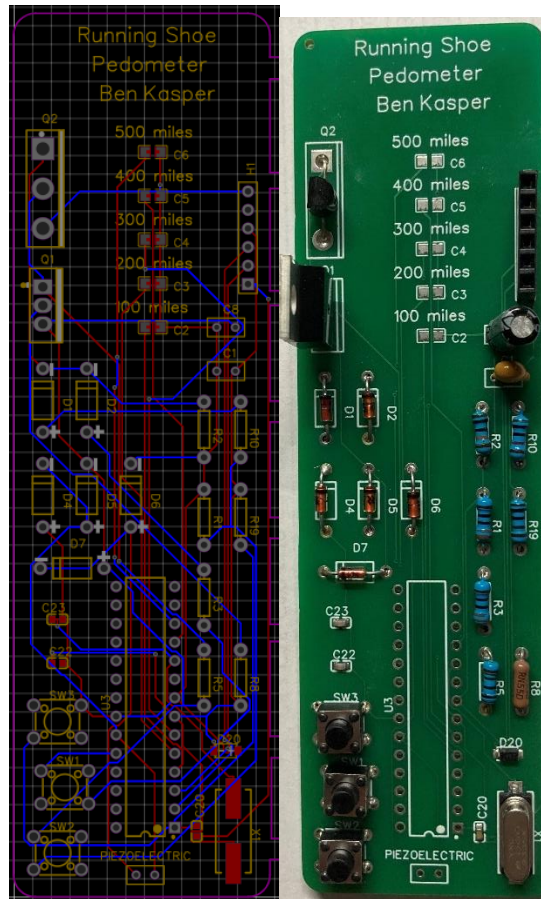 Running Shoe
Pedometer
Ben Kasper
Q2
500 miles
C6
400 miles
H1
C5
300 miles
C4
200 miles
Q1
C3
100 miles
C8
C2
C1
D1
D2
R2
R10
D4
D5
D6
R1
R19
D7
R3
C23
C22
R5
R8
SW3
U3
D20
SW1
SW2
C20
X1
PIEZOELECTRIC
Running Shoe
Pedometer
Ben Kasper
Q2
500 miles
C6
400 miles
C5
300 miles
C4
200 miles
C3
100 miles
C2
D1
D2
R2
R10
D4
D5
D6
R1
R19
D7
R3
C23
C22
R5
R8
SW3
U3
D20
SW1
SW2
C20
X1
PIEZOELECTRIC